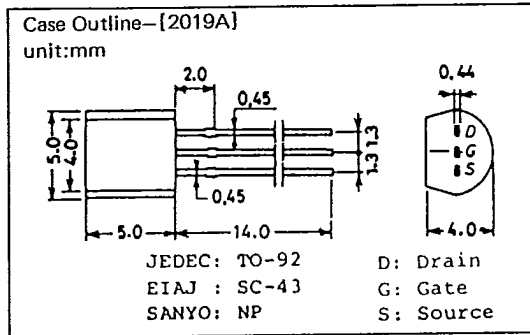 Case Outline–[2019A]
unit:mm
2.0
0,45
0,44
5.0
4.0
1.3
1.3
D
G
S
0,45
5.0
14.0
4.0
JEDEC: TO-92
EIAJ : SC-43
SANYO: NP
D: Drain
G: Gate
S: Source